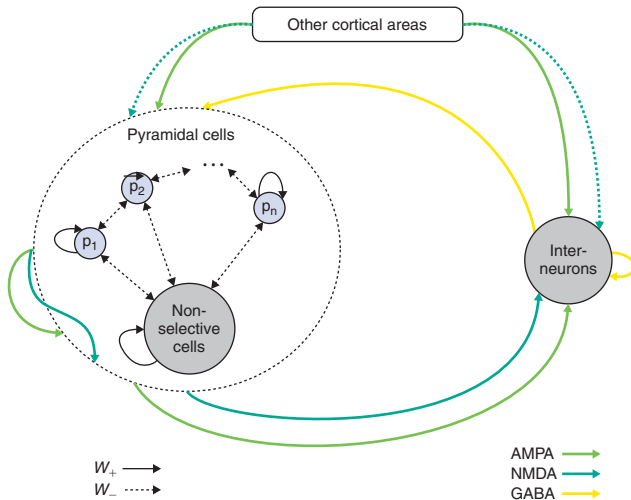 Other cortical areas
Pyramidal cells
...
p2
pn
p1
Inter-
neurons
Non-
selective
cells
W+
W−
AMPA
NMDA
GABA